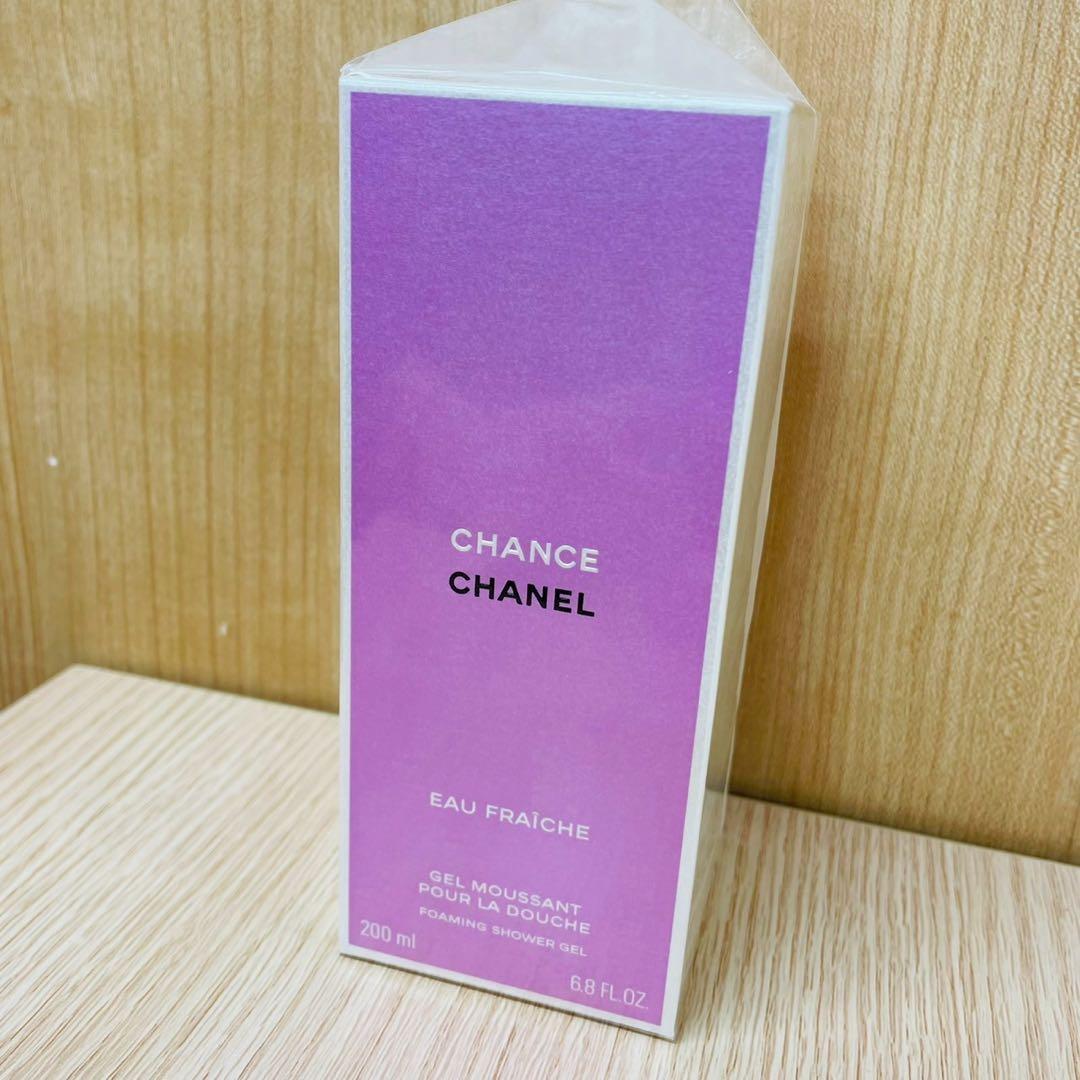 CHANCE
CHANEL
EAU FRAÎCHE
GEL MOUSSANT
POUR LA DOUCHE
FOAMING SHOWER GEL
200 ml
6.8 FL.OZ.